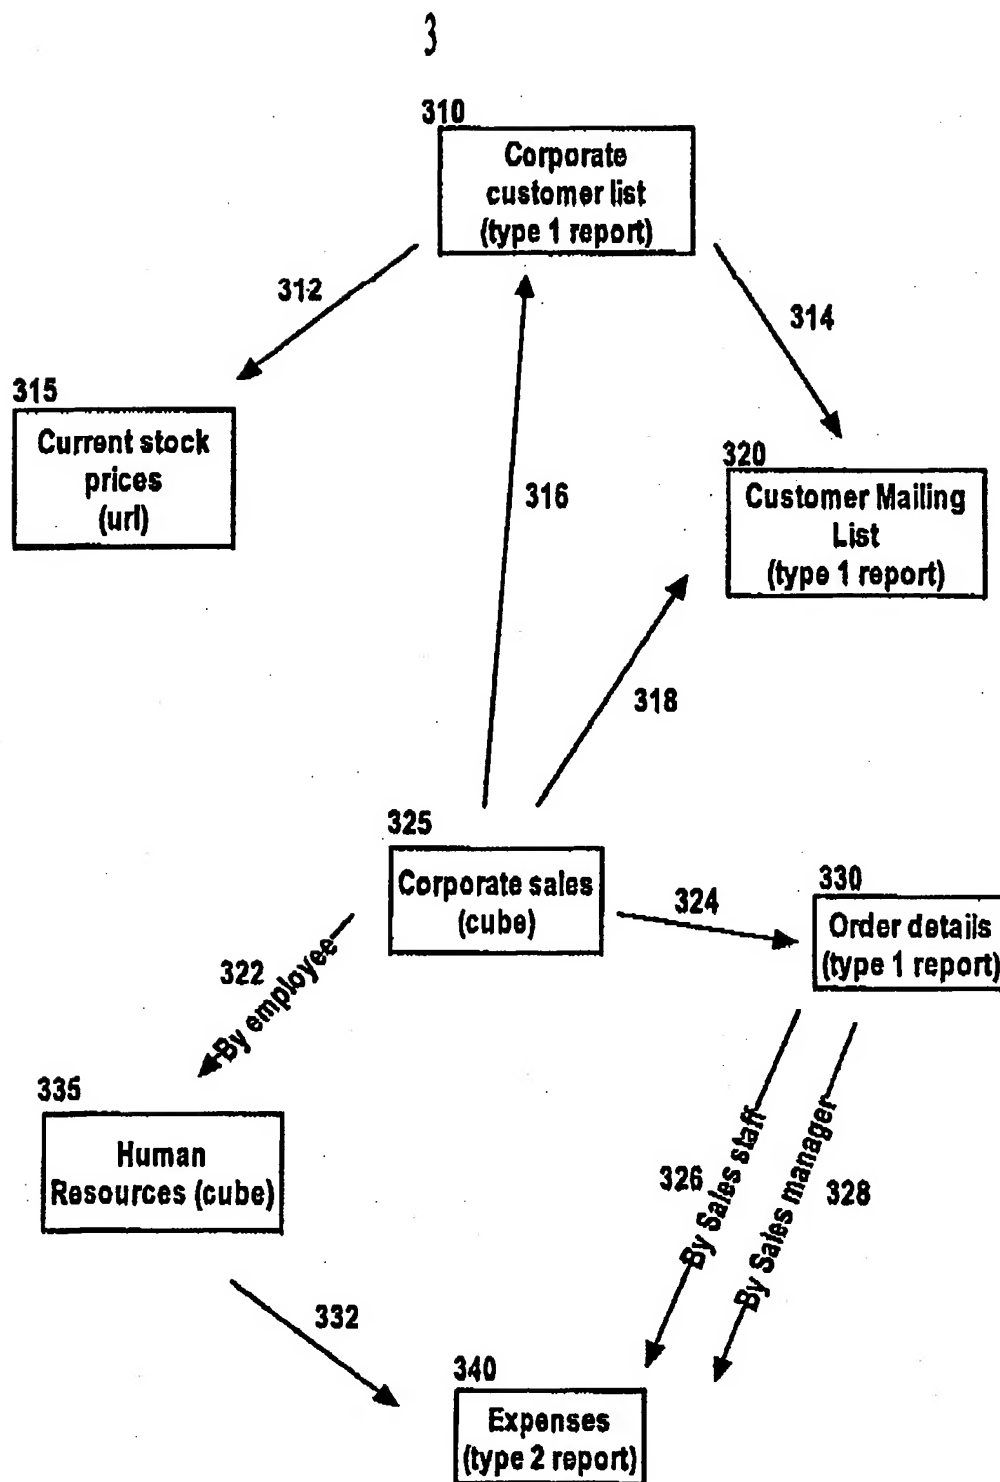 3
310
Corporate
customer list
(type 1 report)
312
314
315
Current stock
prices
(url)
316
320
Customer Mailing
List
(type 1 report)
318
325
Corporate sales
(cube)
324
330
Order details
(type 1 report)
322
By employee
335
Human
Resources (cube)
326
By Sales staff
By Sales manager
328
332
340
Expenses
(type 2 report)